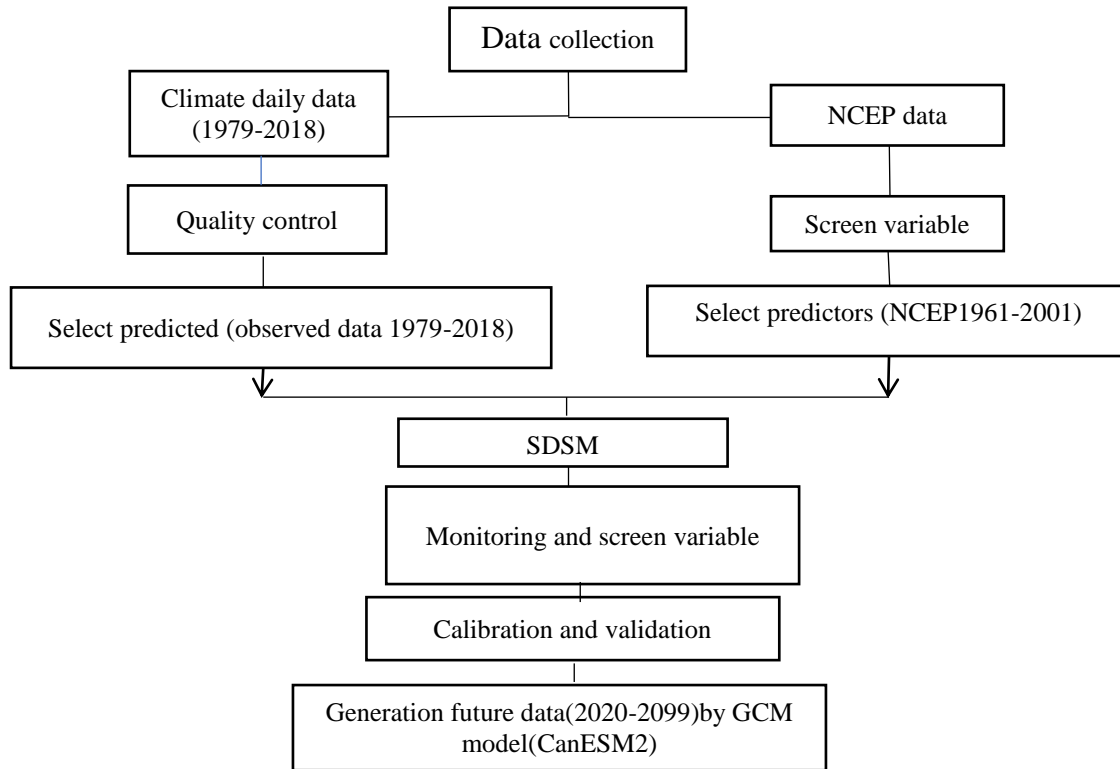 Data collection
Climate daily data
(1979-2018)
NCEP data
Quality control
Screen variable
Select predicted (observed data 1979-2018)
Select predictors (NCEP1961-2001)
SDSM
Monitoring and screen variable
Calibration and validation
Generation future data(2020-2099)by GCM
model(CanESM2)